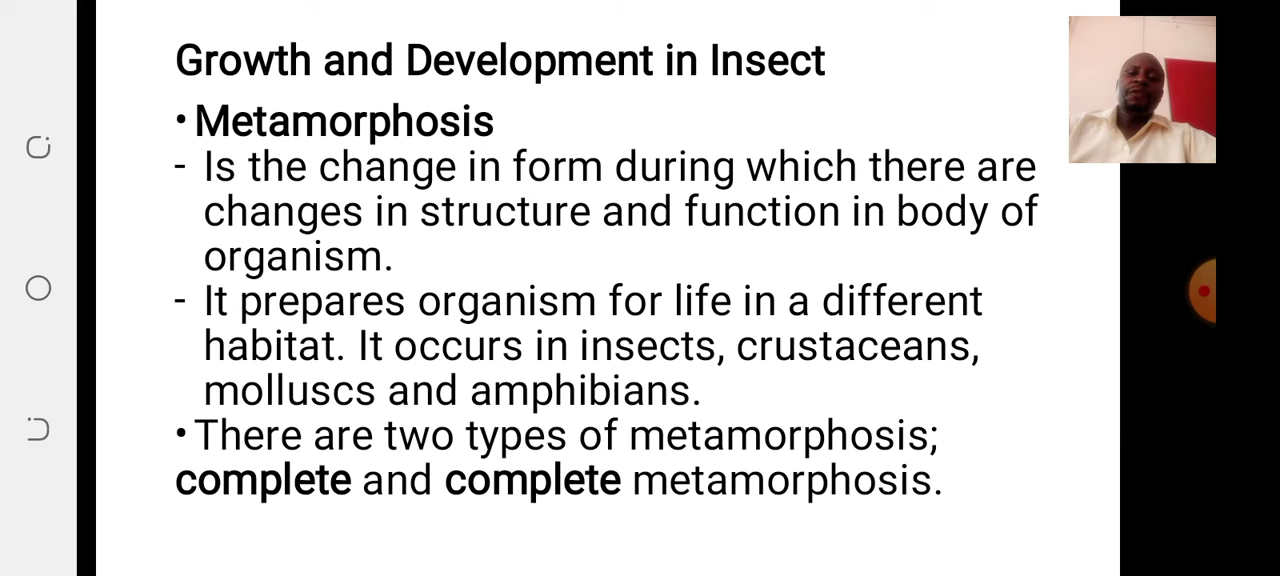 Growth and Development in Insect
• Metamorphosis
- Is the change in form during which there are
changes in structure and function in body of
organism.
- It prepares organism for life in a different
habitat. It occurs in insects, crustaceans,
molluscs and amphibians.
• There are two types of metamorphosis;
complete and complete metamorphosis.